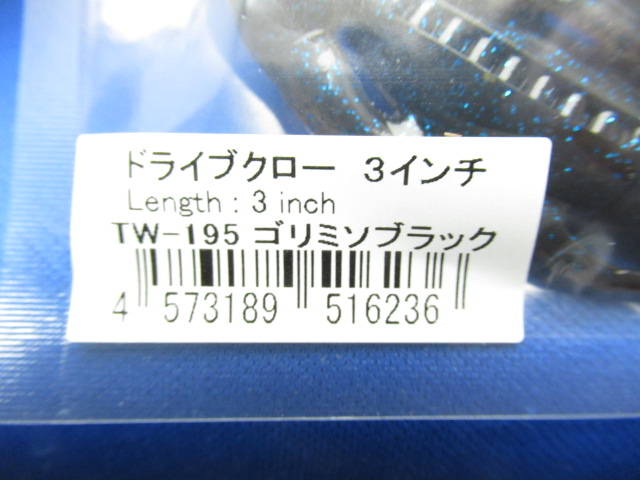 ドライブクロー　3インチ
Length : 3 inch
TW-195 ゴリミソブラック
4 573189 516236